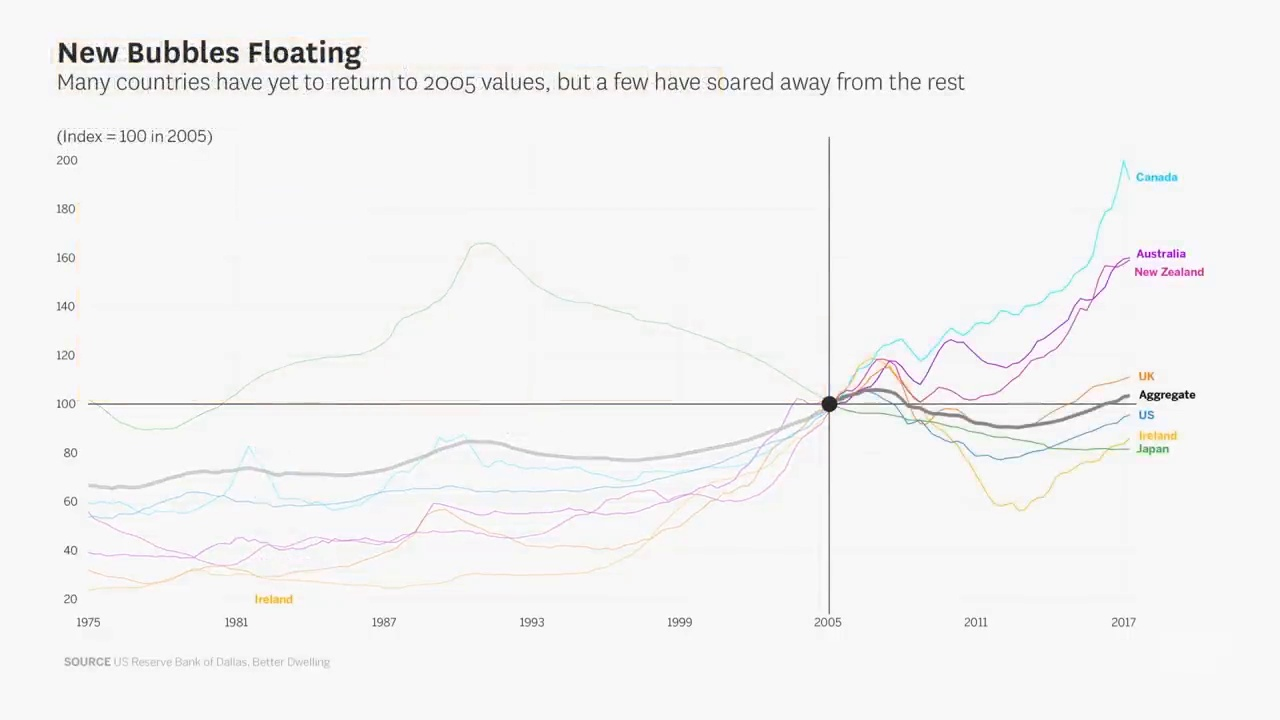 New Bubbles Floating
Many countries have yet to return to 2005 values, but a few have soared away from the rest
(Index = 100 in 2005)
200
180
160
140
120
100
80
60
40
20
Canada
Australia
New Zealand
UK
Aggregate
US
Ireland
Japan
Ireland
1975
1981
1987
1993
1999
2005
2011
2017
SOURCE US Reserve Bank of Dallas, Better Dwelling